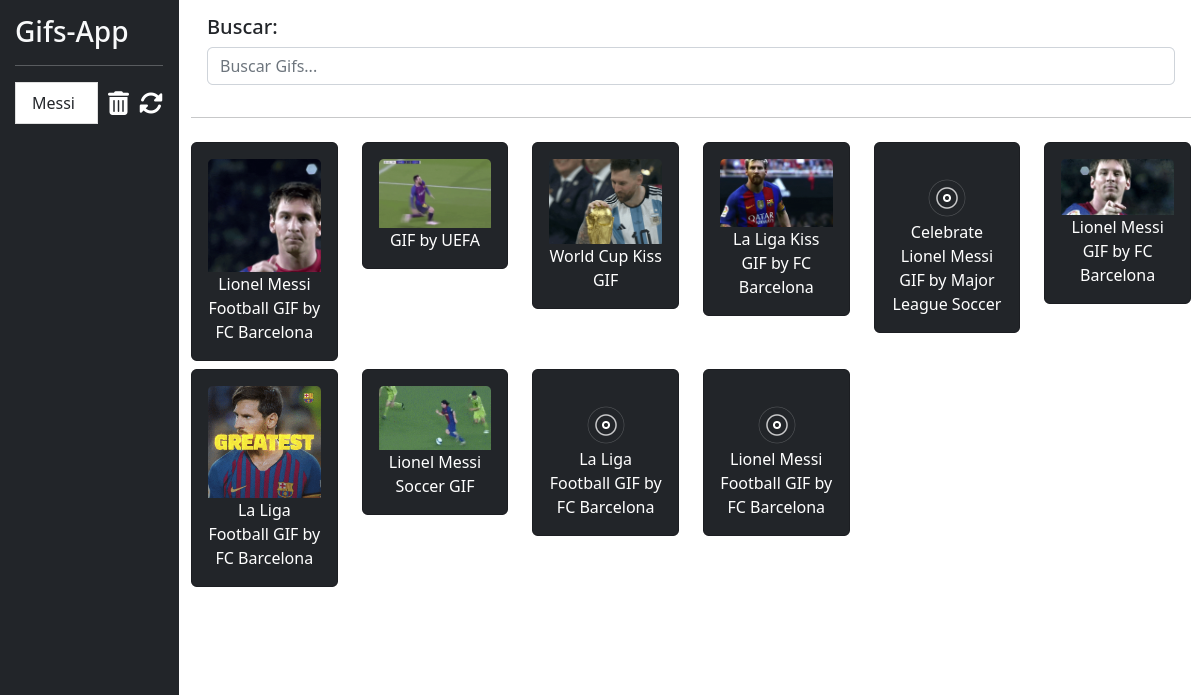 Gifs-App
Buscar:
Buscar Gifs...
Messi
Lionel Messi
Football GIF by
FC Barcelona
GIF by UEFA
World Cup Kiss
GIF
QATAR
La Liga Kiss
GIF by FC
Barcelona
Celebrate
Lionel Messi
GIF by Major
League Soccer
Lionel Messi
GIF by FC
Barcelona
GREATEST
La Liga
Football GIF by
FC Barcelona
Lionel Messi
Soccer GIF
La Liga
Football GIF by
FC Barcelona
Lionel Messi
Football GIF by
FC Barcelona